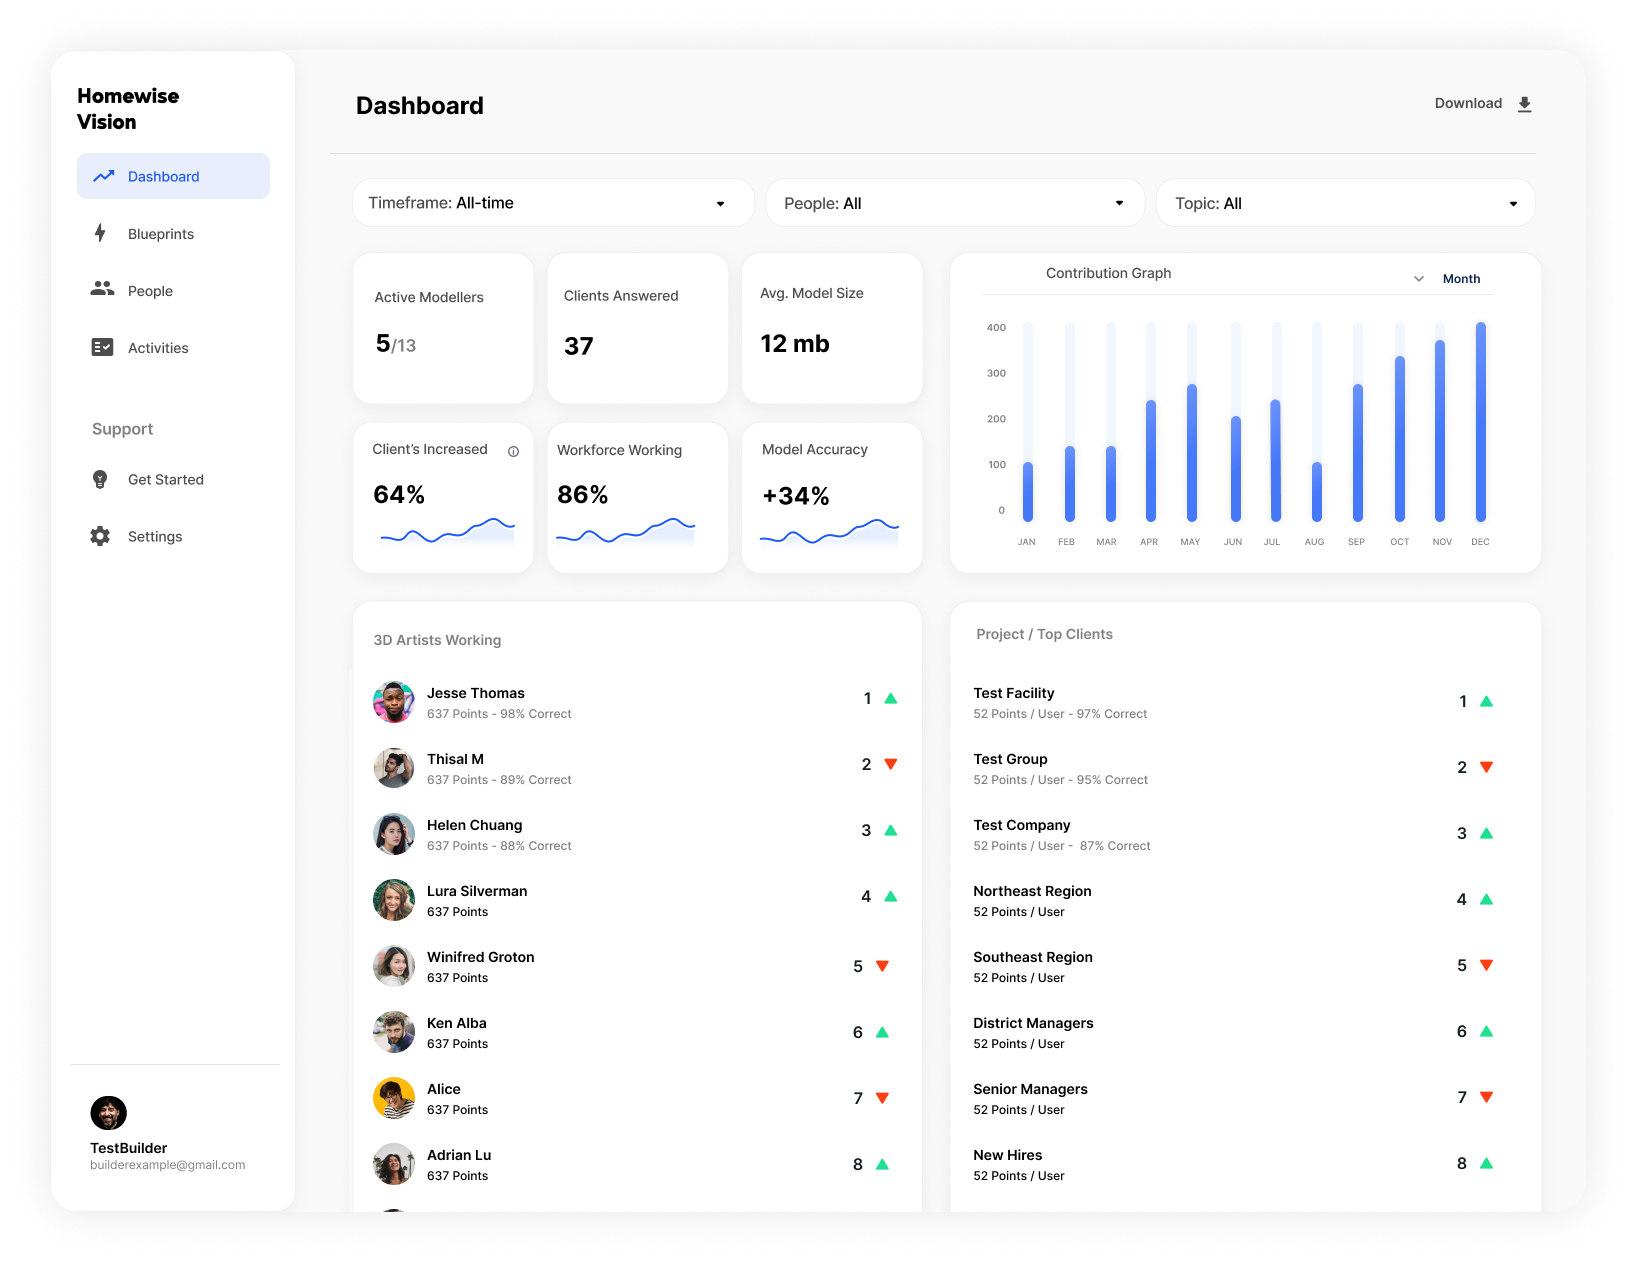 Homewise
Vision
Dashboard
Blueprints
People
Activities
Support
Get Started
Settings
TestBuilder
builderexample@gmail.com
Dashboard
Download
Timeframe: All-time
People: All
Topic: All
Active Modellers
5/13
Clients Answered
37
Avg. Model Size
12 mb
Client’s Increased
64%
Workforce Working
86%
Model Accuracy
+34%
Contribution Graph
Month
400
300
200
100
0
JAN FEB MAR APR MAY JUN JUL AUG SEP OCT NOV DEC
3D Artists Working
Jesse Thomas
637 Points - 98% Correct
1
Thisal M
637 Points - 89% Correct
2
Helen Chuang
637 Points - 88% Correct
3
Lura Silverman
637 Points
4
Winifred Groton
637 Points
5
Ken Alba
637 Points
6
Alice
637 Points
7
Adrian Lu
637 Points
8
Project / Top Clients
Test Facility
52 Points / User - 97% Correct
1
Test Group
52 Points / User - 95% Correct
2
Test Company
52 Points / User -  87% Correct
3
Northeast Region
52 Points / User
4
Southeast Region
52 Points / User
5
District Managers
52 Points / User
6
Senior Managers
52 Points / User
7
New Hires
52 Points / User
8